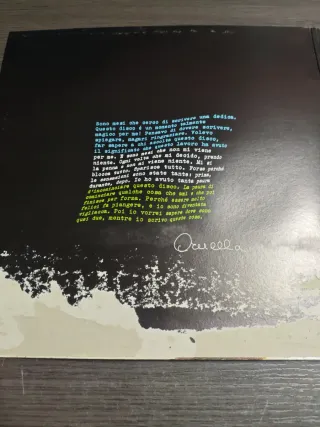 Sono mesi che cerco di scrivere una dedica.
Questo disco è un momento talmente
magico per me! Pensavo di dovere scrivere,
spiegare, magari ringraziare. Volevo
far sapere a chi ascolta questo disco,
il significato che questo lavoro ha avuto
per me. E sono mesi che non mi viene
niente. Ogni volta che mi decido, prendo
la penna e non mi viene niente. Mi si
blocca tutto. Sparisce tutto. Forse perché
le sensazioni sono state tante: prima,
durante, dopo. Io ho avuto tanta paura
d'incominciare questo disco. La paura di
cominciare qualche cosa che sai e che poi
finisce per forza. Perché essere molto
felici fa piangere, e io sono diventata
vigliacca. Poi io vorrei sapere dove sono
quei due, mentre io scrivo queste cose.
Ornella